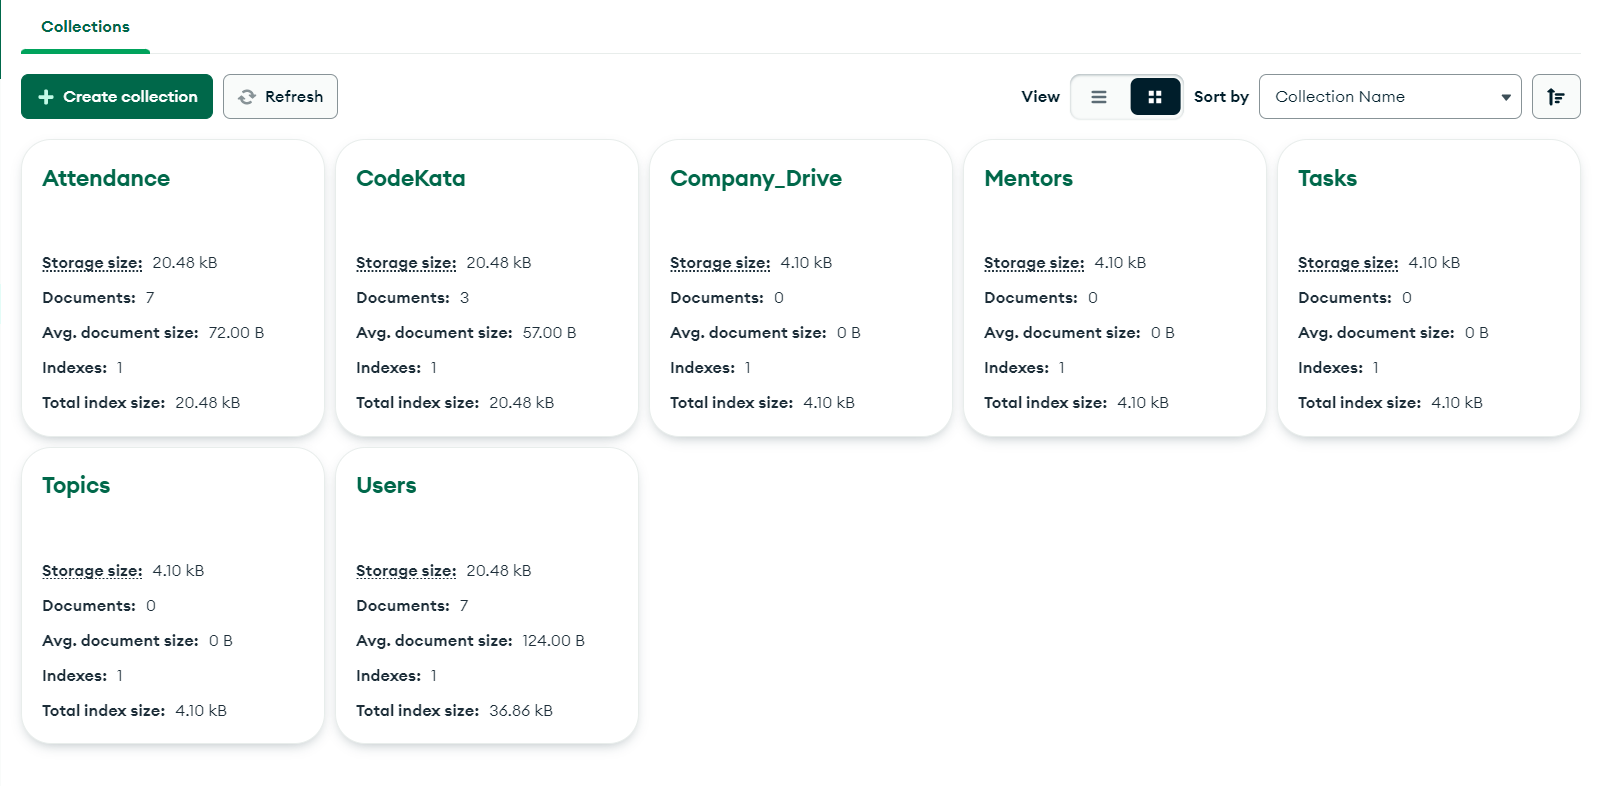 Collections
Create collection
Refresh
View
Sort by
Collection Name
Attendance
Storage size: 20.48 kB
Documents: 7
Avg. document size: 72.00 B
Indexes: 1
Total index size: 20.48 kB
CodeKata
Storage size: 20.48 kB
Documents: 3
Avg. document size: 57.00 B
Indexes: 1
Total index size: 20.48 kB
Company_Drive
Storage size: 4.10 kB
Documents: 0
Avg. document size: 0 B
Indexes: 1
Total index size: 4.10 kB
Mentors
Storage size: 4.10 kB
Documents: 0
Avg. document size: 0 B
Indexes: 1
Total index size: 4.10 kB
Tasks
Storage size: 4.10 kB
Documents: 0
Avg. document size: 0 B
Indexes: 1
Total index size: 4.10 kB
Topics
Storage size: 4.10 kB
Documents: 0
Avg. document size: 0 B
Indexes: 1
Total index size: 4.10 kB
Users
Storage size: 20.48 kB
Documents: 7
Avg. document size: 124.00 B
Indexes: 1
Total index size: 36.86 kB